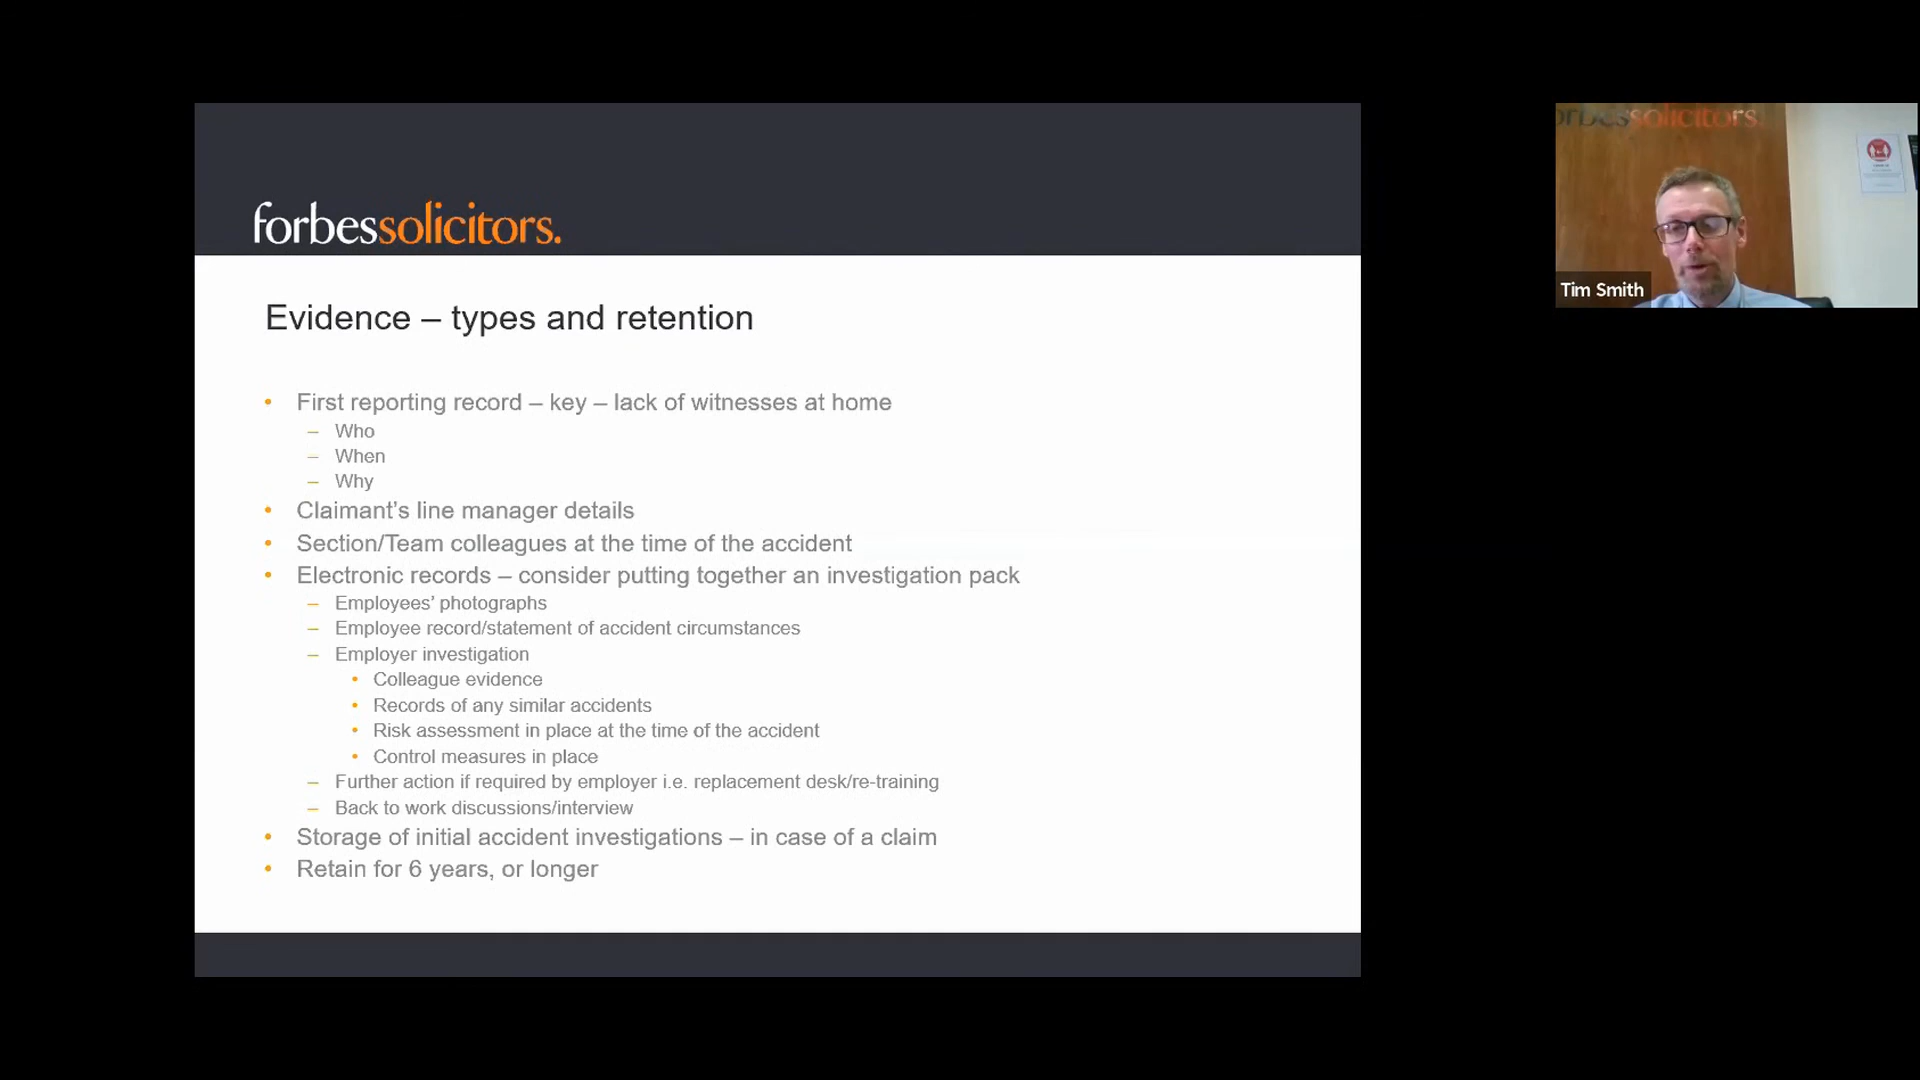 forbessolicitors.
Evidence – types and retention
• First reporting record – key – lack of witnesses at home
– Who
– When
– Why
• Claimant’s line manager details
• Section/Team colleagues at the time of the accident
• Electronic records – consider putting together an investigation pack
– Employees’ photographs
– Employee record/statement of accident circumstances
– Employer investigation
• Colleague evidence
• Records of any similar accidents
• Risk assessment in place at the time of the accident
• Control measures in place
– Further action if required by employer i.e. replacement desk/re-training
– Back to work discussions/interview
• Storage of initial accident investigations – in case of a claim
• Retain for 6 years, or longer
orbessolicitors.
Tim Smith